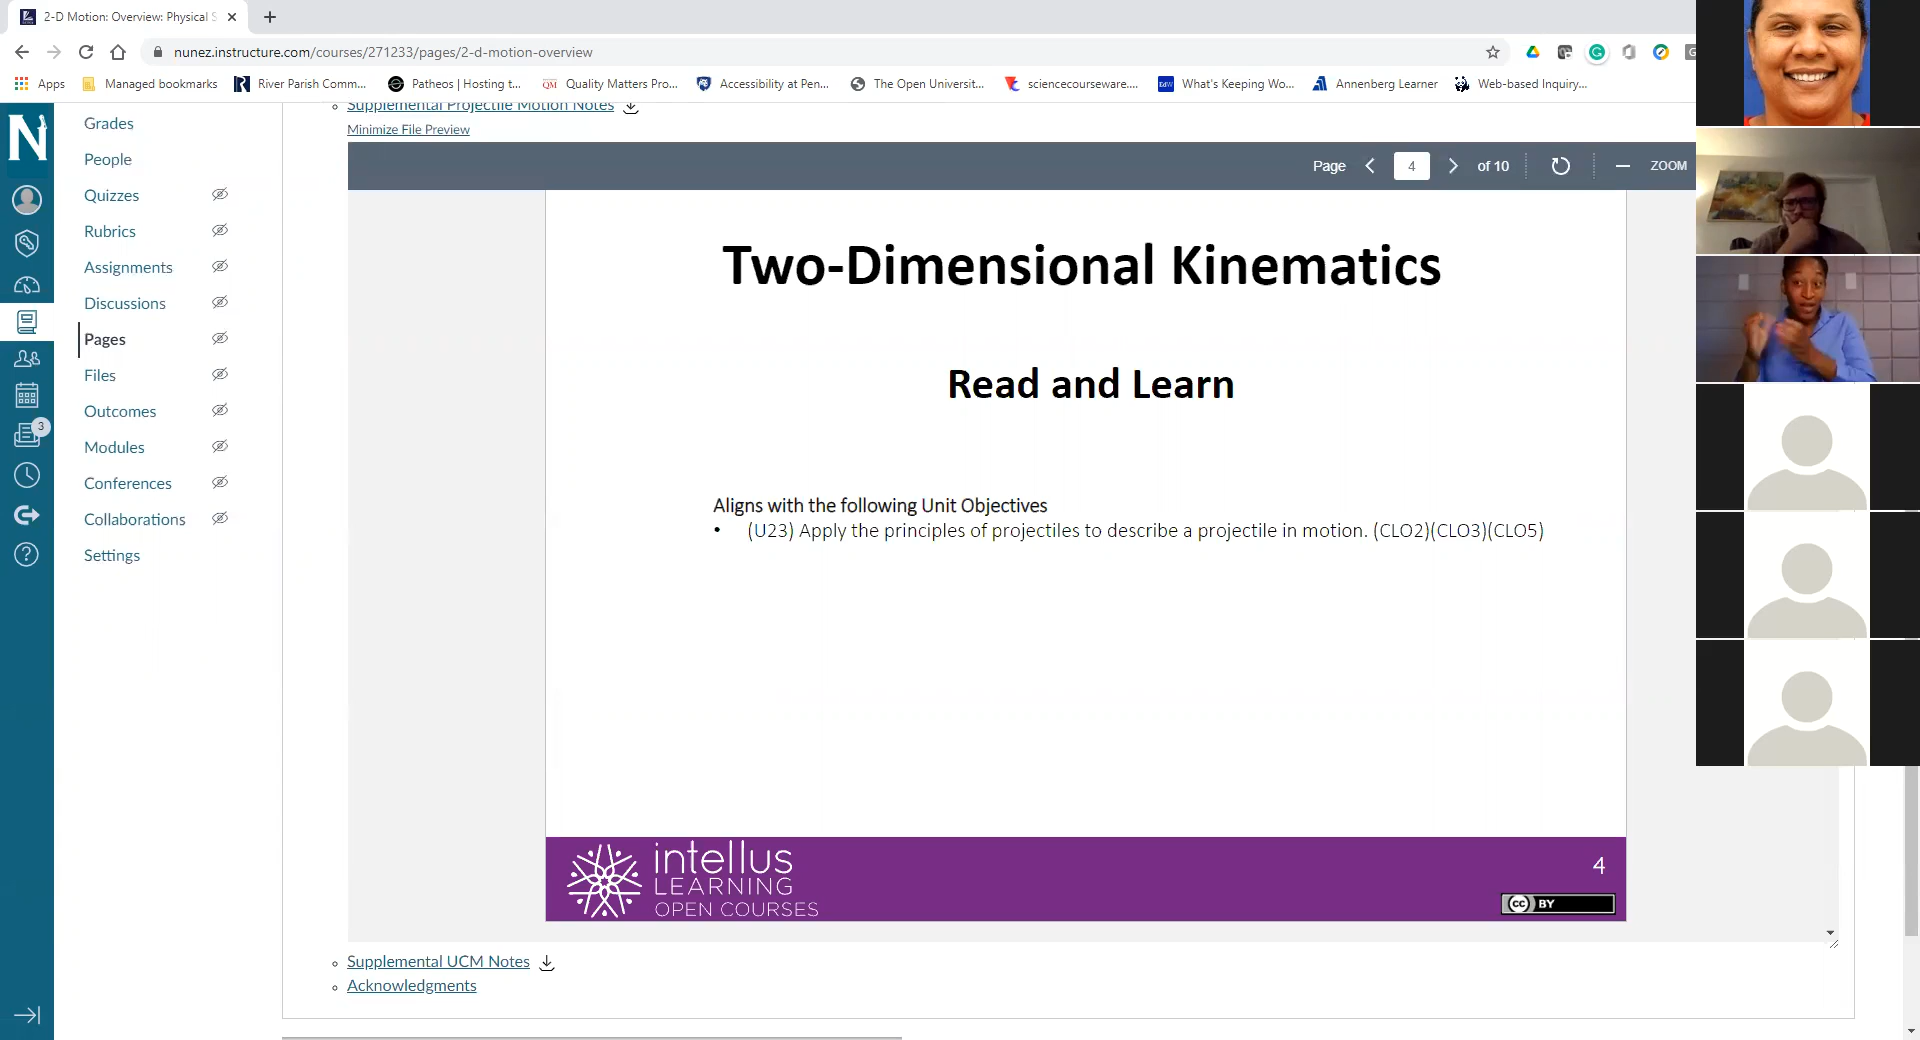 2-D Motion: Overview: Physical S
nunez.instructure.com/courses/271233/pages/2-d-motion-overview
Apps
Managed bookmarks
River Parish Comm...
Patheos | Hosting t...
QM
Quality Matters Pro...
Accessibility at Pen...
The Open Universit...
sciencecourseware....
EdW
What's Keeping Wo...
Annenberg Learner
Web-based Inquiry...
N
Grades
People
Quizzes
Rubrics
Assignments
Discussions
Pages
Files
Outcomes
Modules
Conferences
Collaborations
Settings
3
Supplemental Projectile Motion Notes
Minimize File Preview
Page 4 of 10 ZOOM
Two-Dimensional Kinematics
Read and Learn
Aligns with the following Unit Objectives
• (U23) Apply the principles of projectiles to describe a projectile in motion. (CLO2)(CLO3)(CLO5)
intellus
LEARNING
OPEN COURSES
4
cc BY
Supplemental UCM Notes
Acknowledgments